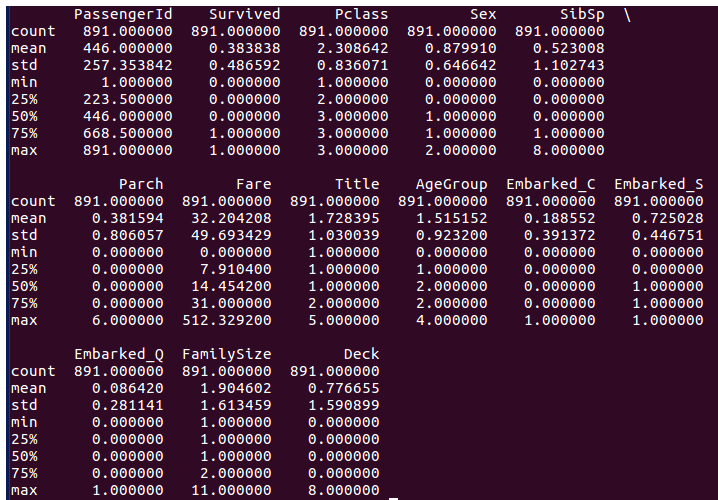 PassengerId    Survived      Pclass         Sex       SibSp  \
count   891.000000  891.000000  891.000000  891.000000  891.000000
mean    446.000000    0.383838    2.308642    0.879910    0.523008
std     257.353842    0.486592    0.836071    0.646642    1.102743
min       1.000000    0.000000    1.000000    0.000000    0.000000
25%     223.500000    0.000000    2.000000    0.000000    0.000000
50%     446.000000    0.000000    3.000000    1.000000    0.000000
75%     668.500000    1.000000    3.000000    1.000000    1.000000
max     891.000000    1.000000    3.000000    2.000000    8.000000
            Parch        Fare       Title    AgeGroup  Embarked_C  Embarked_S
count  891.000000  891.000000  891.000000  891.000000  891.000000  891.000000
mean     0.381594   32.204208    1.728395    1.515152    0.188552    0.725028
std      0.806057   49.693429    1.030039    0.923200    0.391372    0.446751
min      0.000000    0.000000    1.000000    0.000000    0.000000    0.000000
25%      0.000000    7.910400    1.000000    1.000000    0.000000    0.000000
50%      0.000000   14.454200    1.000000    2.000000    0.000000    1.000000
75%      0.000000   31.000000    2.000000    2.000000    0.000000    1.000000
max      6.000000  512.329200    5.000000    4.000000    1.000000    1.000000
       Embarked_Q  FamilySize        Deck
count  891.000000  891.000000  891.000000
mean     0.086420    1.904602    0.776655
std      0.281141    1.613459    1.590899
min      0.000000    1.000000    0.000000
25%      0.000000    1.000000    0.000000
50%      0.000000    1.000000    0.000000
75%      0.000000    2.000000    0.000000
max      1.000000   11.000000    8.000000